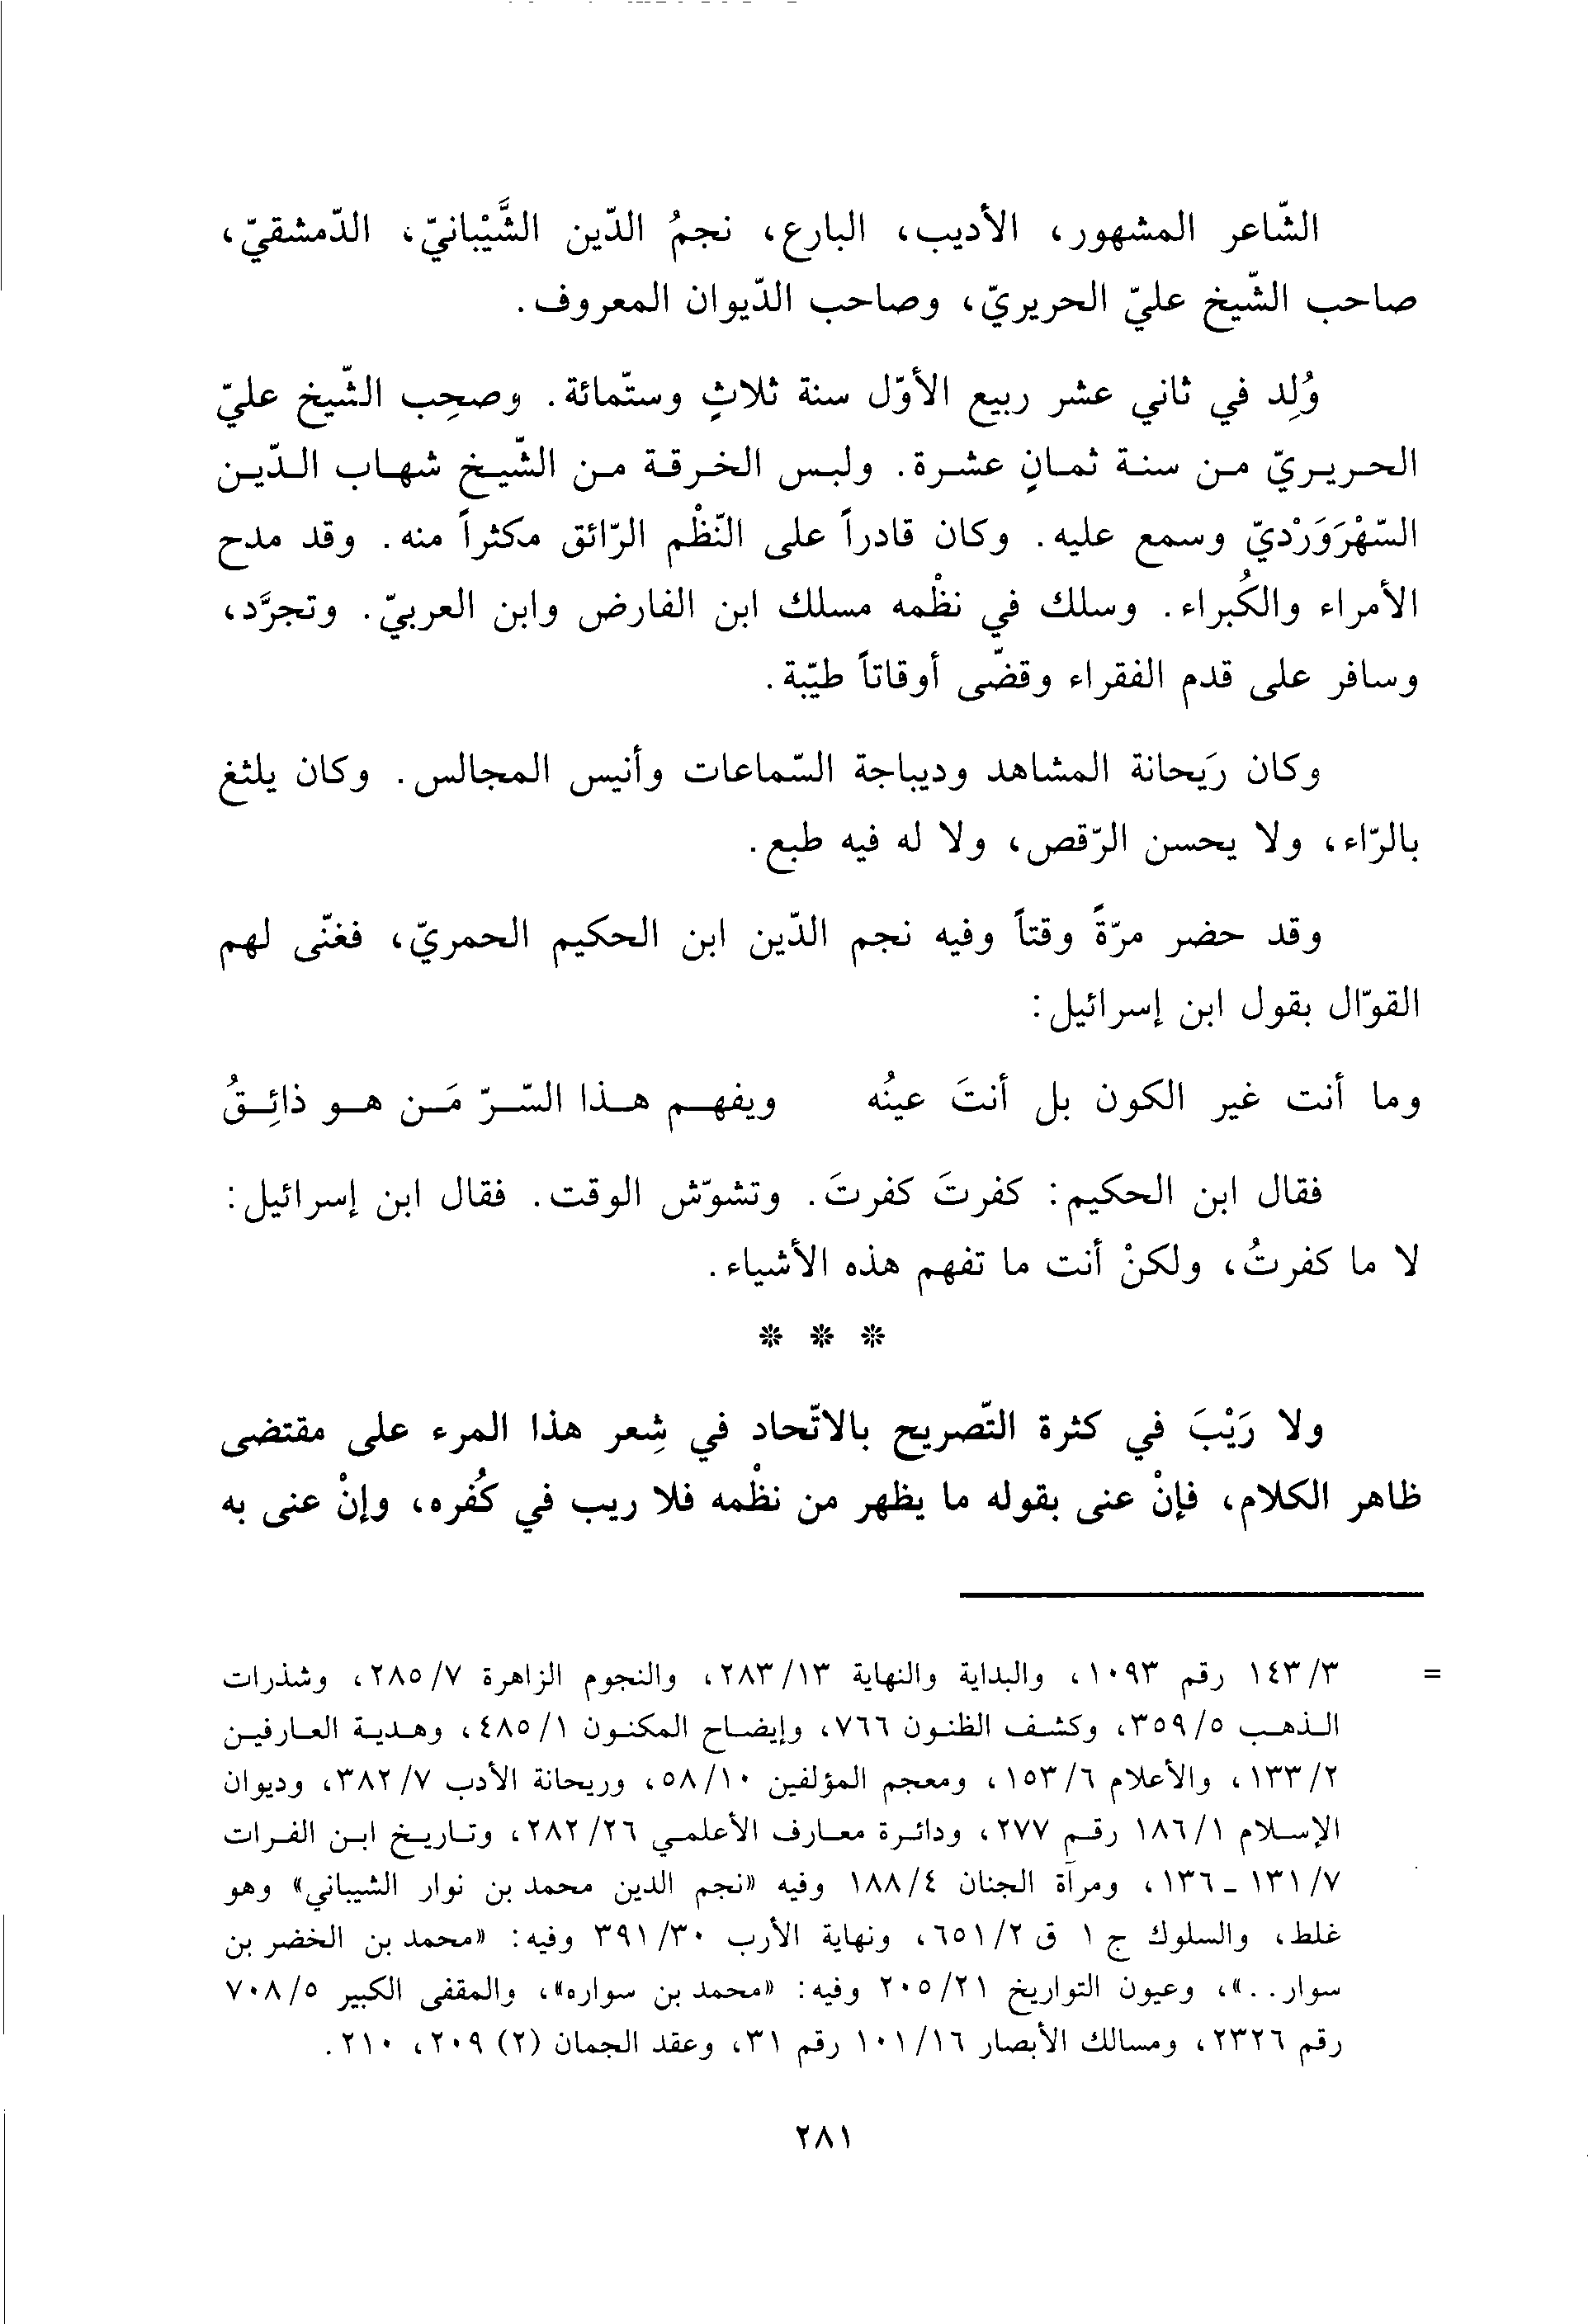 الشّاعر المشهور، الأديب، البارع، نجمُ الدّين الشَّيْبانيّ، الدّمشقيّ،
صاحب الشّيخ عليّ الحريريّ، وصاحب الدّيوان المعروف.
وُلِد في ثاني عشر ربيع الأوّل سنة ثلاثٍ وستّمائة. وصحِب الشّيخ عليّ
الحريريّ من سنة ثمانٍ عشرة. ولبس الخرقة من الشّيخ شهاب الدّين
السّهْرَوَرْديّ وسمع عليه. وكان قادراً على النّظْم الرّائق مكثراً منه. وقد مدح
الأمراء والكُبراء. وسلك في نظْمه مسلك ابن الفارض وابن العربيّ. وتجرَّد،
وسافر على قدم الفقراء وقضّى أوقاتاً طيّبة.
وكان رَيحانة المشاهد وديباجة السّماعات وأنيس المجالس. وكان يلثغ
بالرّاء، ولا يحسن الرّقص، ولا له فيه طبع.
وقد حضر مرّةً وقتاً وفيه نجم الدّين ابن الحكيم الحمريّ، فغنّى لهم
القوّال بقول ابن إسرائيل:
وما أنت غير الكون بل أنتَ عينُه ويفهم هذا السّرّ مَن هو ذائِقُ
فقال ابن الحكيم: كفرتَ كفرتَ. وتشوّش الوقت. فقال ابن إسرائيل:
لا ما كفرتُ، ولكنْ أنت ما تفهم هذه الأشياء.
* * *
ولا رَيْبَ في كثرة التّصريح بالاتّحاد في شِعر هذا المرء على مقتضى
ظاهر الكلام، فإنْ عنى بقوله ما يظهر من نظْمه فلا ريب في كُفره، وإنْ عنى به
= ٣/ ١٤٣ رقم ١٠٩٣، والبداية والنهاية ١٣/ ٢٨٣، والنجوم الزاهرة ٧/ ٢٨٥، وشذرات
الذهب ٥/ ٣٥٩، وكشف الظنون ٧٦٦، وإيضاح المكنون ١/ ٤٨٥، وهدية العارفين
٢/ ١٣٣، والأعلام ٦/ ١٥٣، ومعجم المؤلفين ١٠/ ٥٨، وريحانة الأدب ٧/ ٣٨٢، وديوان
الإسلام ١/ ١٨٦ رقم ٢٧٧، ودائرة معارف الأعلمي ٢٦/ ٢٨٢، وتاريخ ابن الفرات
٧/ ١٣١ - ١٣٦، ومرآة الجنان ٤/ ١٨٨ وفيه «نجم الدين محمد بن نوار الشيباني» وهو
غلط، والسلوك ج ١ ق ٢/ ٦٥١، ونهاية الأرب ٣٠/ ٣٩١ وفيه: «محمد بن الخضر بن
سوار..»، وعيون التواريخ ٢١/ ٢٠٥ وفيه: «محمد بن سواره»، والمقفى الكبير ٥/ ٧٠٨
رقم ٢٣٢٦، ومسالك الأبصار ١٦/ ١٠١ رقم ٣١، وعقد الجمان (٢) ٢٠٩، ٢١٠.
٢٨١